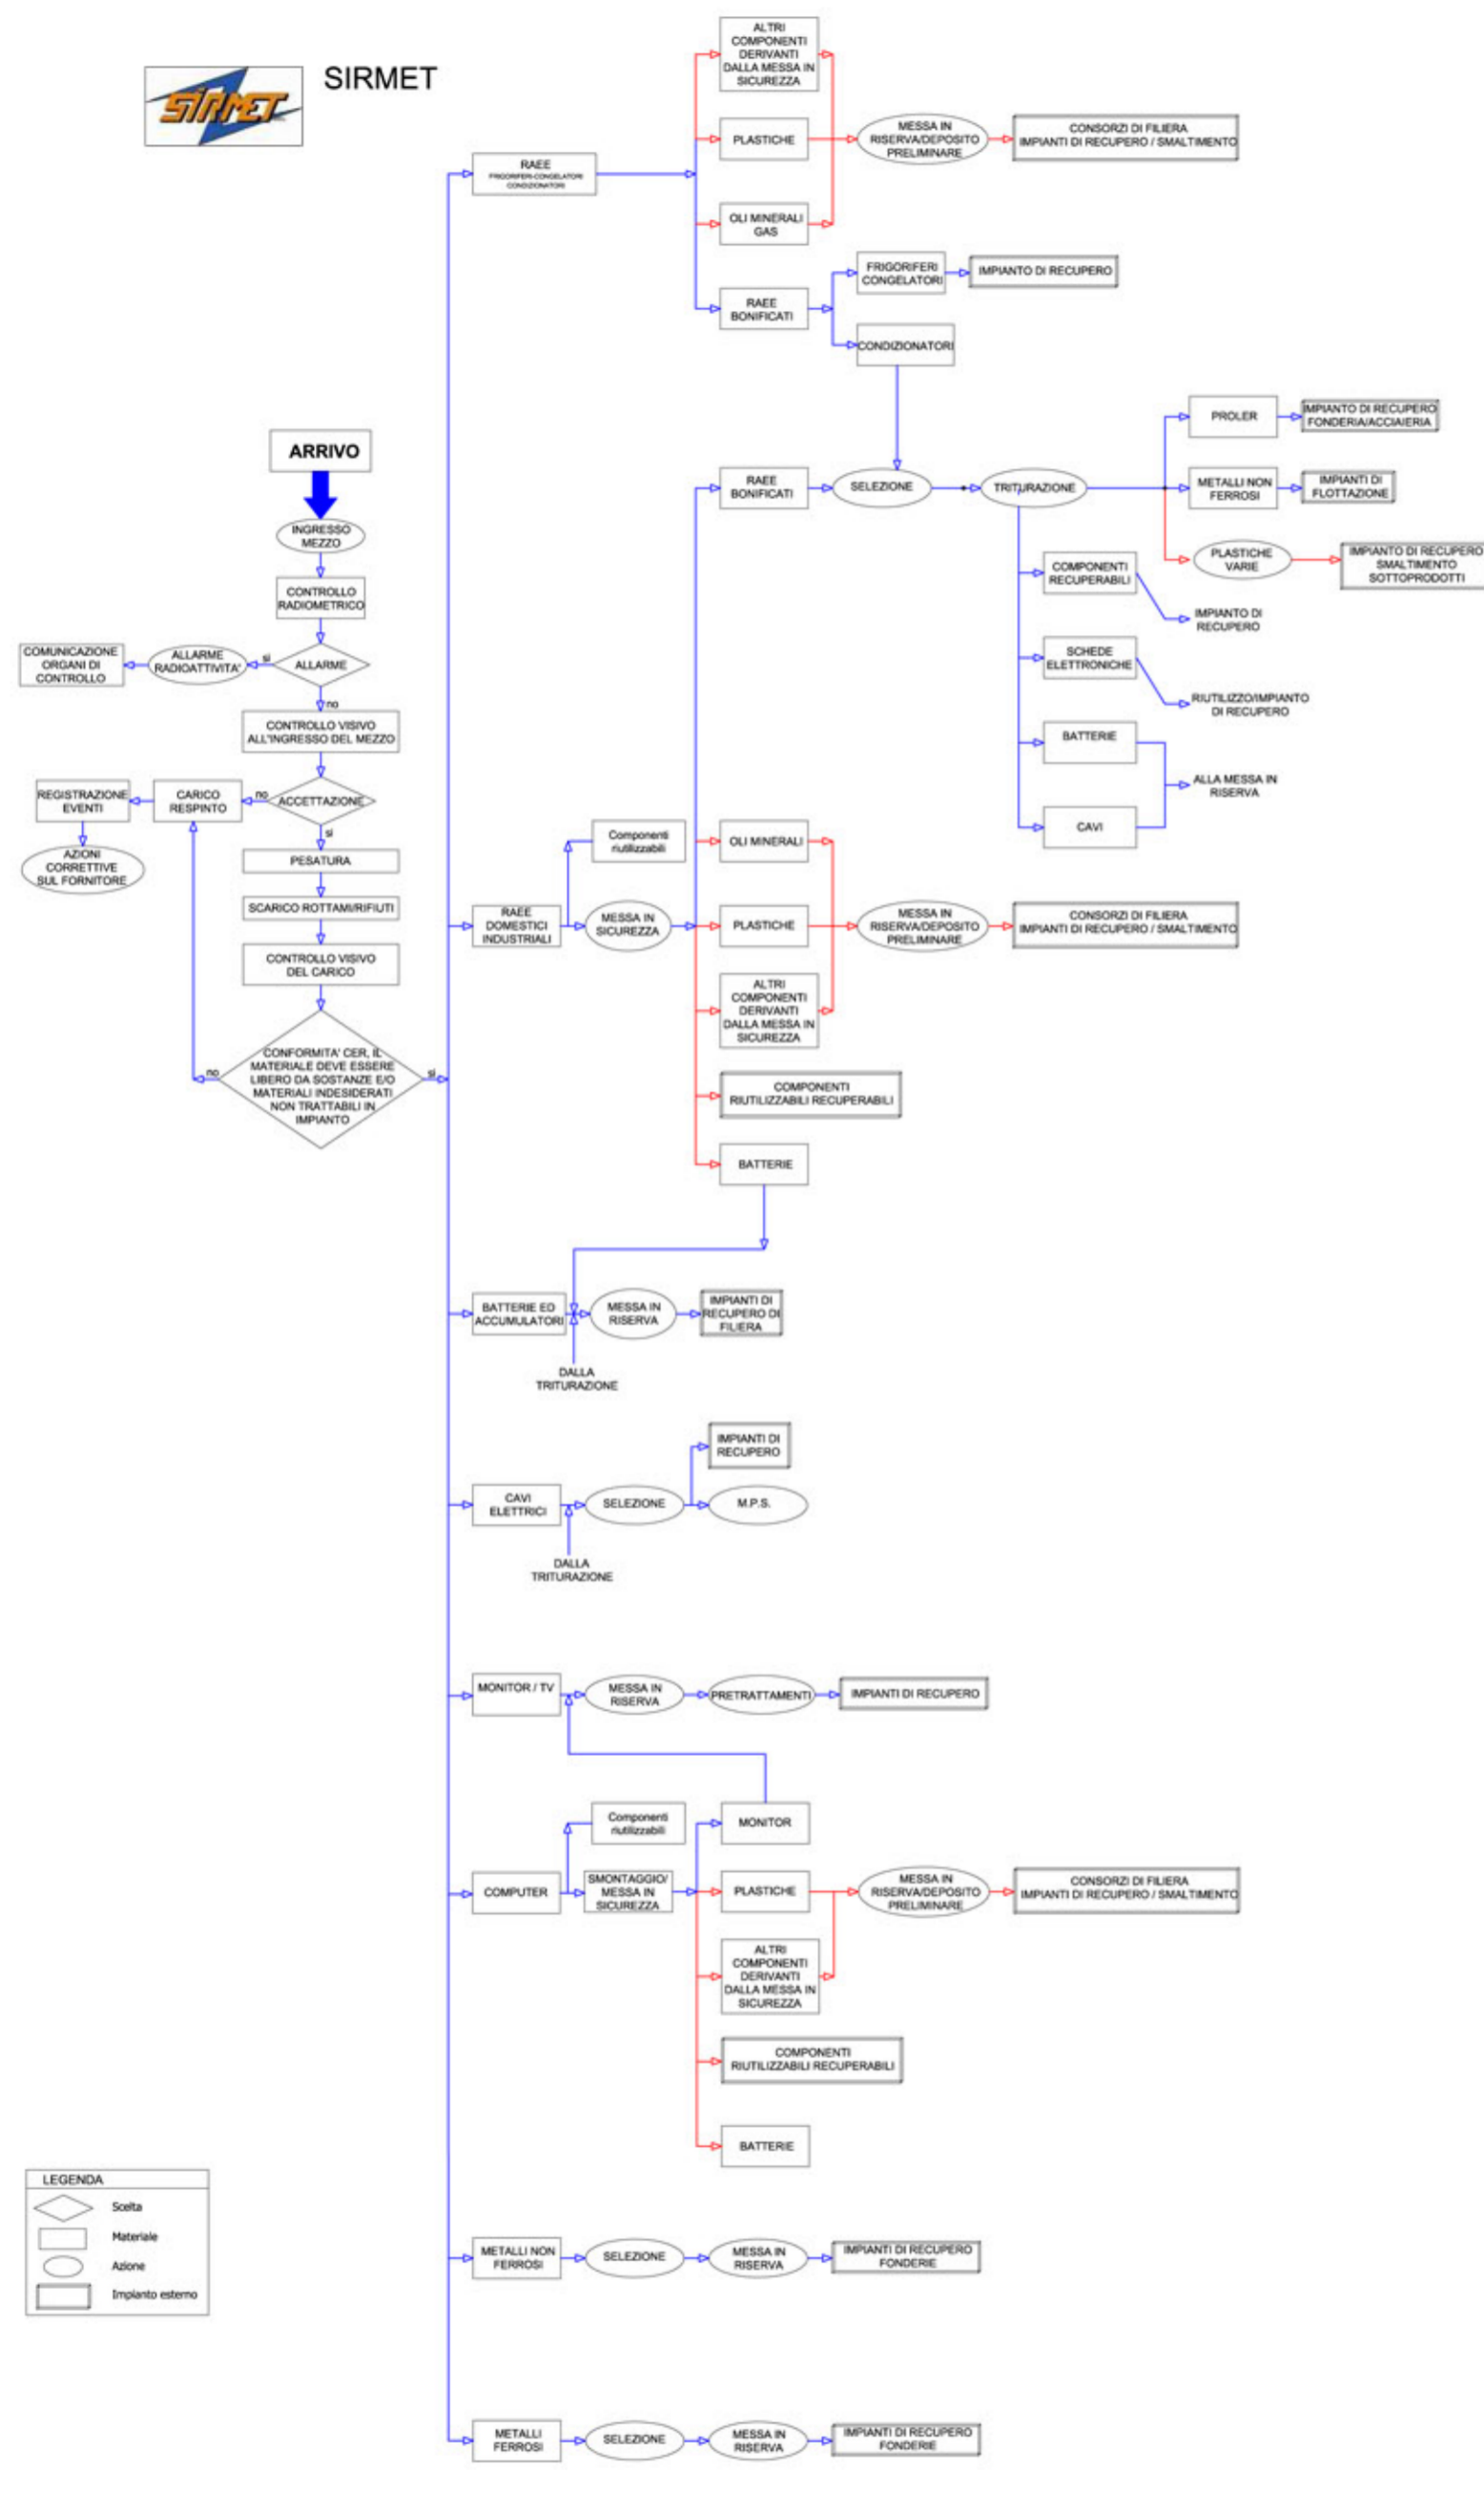 SIRMET
SIRMET
ARRIVO
INGRESSO
MEZZO
CONTROLLO
RADIOMETRICO
ALLARME
si
ALLARME
RADIOATTIVITA'
COMUNICAZIONE
ORGANI DI
CONTROLLO
no
CONTROLLO VISIVO
ALL'INGRESSO DEL MEZZO
ACCETTAZIONE
no
CARICO
RESPINTO
REGISTRAZIONE
EVENTI
AZIONI
CORRETTIVE
SUL FORNITORE
si
PESATURA
SCARICO ROTTAMI/RIFIUTI
CONTROLLO VISIVO
DEL CARICO
CONFORMITA' CER, IL
MATERIALE DEVE ESSERE
LIBERO DA SOSTANZE E/O
MATERIALI INDESIDERATI
NON TRATTABILI IN
IMPIANTO
no
si
RAEE
FRIGORIFERI-CONGELATORI
CONDIZIONATORI
ALTRI
COMPONENTI
DERIVANTI
DALLA MESSA IN
SICUREZZA
PLASTICHE
OLI MINERALI
GAS
MESSA IN
RISERVA/DEPOSITO
PRELIMINARE
CONSORZI DI FILIERA
IMPIANTI DI RECUPERO / SMALTIMENTO
RAEE
BONIFICATI
FRIGORIFERI
CONGELATORI
IMPIANTO DI RECUPERO
CONDIZIONATORI
RAEE
BONIFICATI
SELEZIONE
TRITURAZIONE
PROLER
IMPIANTO DI RECUPERO
FONDERIA/ACCIAIERIA
METALLI NON
FERROSI
IMPIANTI DI
FLOTTAZIONE
PLASTICHE
VARIE
IMPIANTO DI RECUPERO
SMALTIMENTO
SOTTOPRODOTTI
COMPONENTI
RECUPERABILI
IMPIANTO DI
RECUPERO
SCHEDE
ELETTRONICHE
RIUTILIZZO/IMPIANTO
DI RECUPERO
BATTERIE
ALLA MESSA IN
RISERVA
CAVI
RAEE
DOMESTICI
INDUSTRIALI
Componenti
riutilizzabili
MESSA IN
SICUREZZA
OLI MINERALI
PLASTICHE
ALTRI
COMPONENTI
DERIVANTI
DALLA MESSA IN
SICUREZZA
MESSA IN
RISERVA/DEPOSITO
PRELIMINARE
CONSORZI DI FILIERA
IMPIANTI DI RECUPERO / SMALTIMENTO
COMPONENTI
RIUTILIZZABILI RECUPERABILI
BATTERIE
BATTERIE ED
ACCUMULATORI
MESSA IN
RISERVA
IMPIANTI DI
RECUPERO DI
FILIERA
DALLA
TRITURAZIONE
CAVI
ELETTRICI
SELEZIONE
IMPIANTI DI
RECUPERO
M.P.S.
DALLA
TRITURAZIONE
MONITOR / TV
MESSA IN
RISERVA
PRETRATTAMENTI
IMPIANTI DI RECUPERO
COMPUTER
Componenti
riutilizzabili
SMONTAGGIO/
MESSA IN
SICUREZZA
MONITOR
PLASTICHE
ALTRI
COMPONENTI
DERIVANTI
DALLA MESSA IN
SICUREZZA
MESSA IN
RISERVA/DEPOSITO
PRELIMINARE
CONSORZI DI FILIERA
IMPIANTI DI RECUPERO / SMALTIMENTO
COMPONENTI
RIUTILIZZABILI RECUPERABILI
BATTERIE
METALLI NON
FERROSI
SELEZIONE
MESSA IN
RISERVA
IMPIANTI DI RECUPERO
FONDERIE
METALLI
FERROSI
SELEZIONE
MESSA IN
RISERVA
IMPIANTI DI RECUPERO
FONDERIE
LEGENDA
Scelta
Materiale
Azione
Impianto esterno